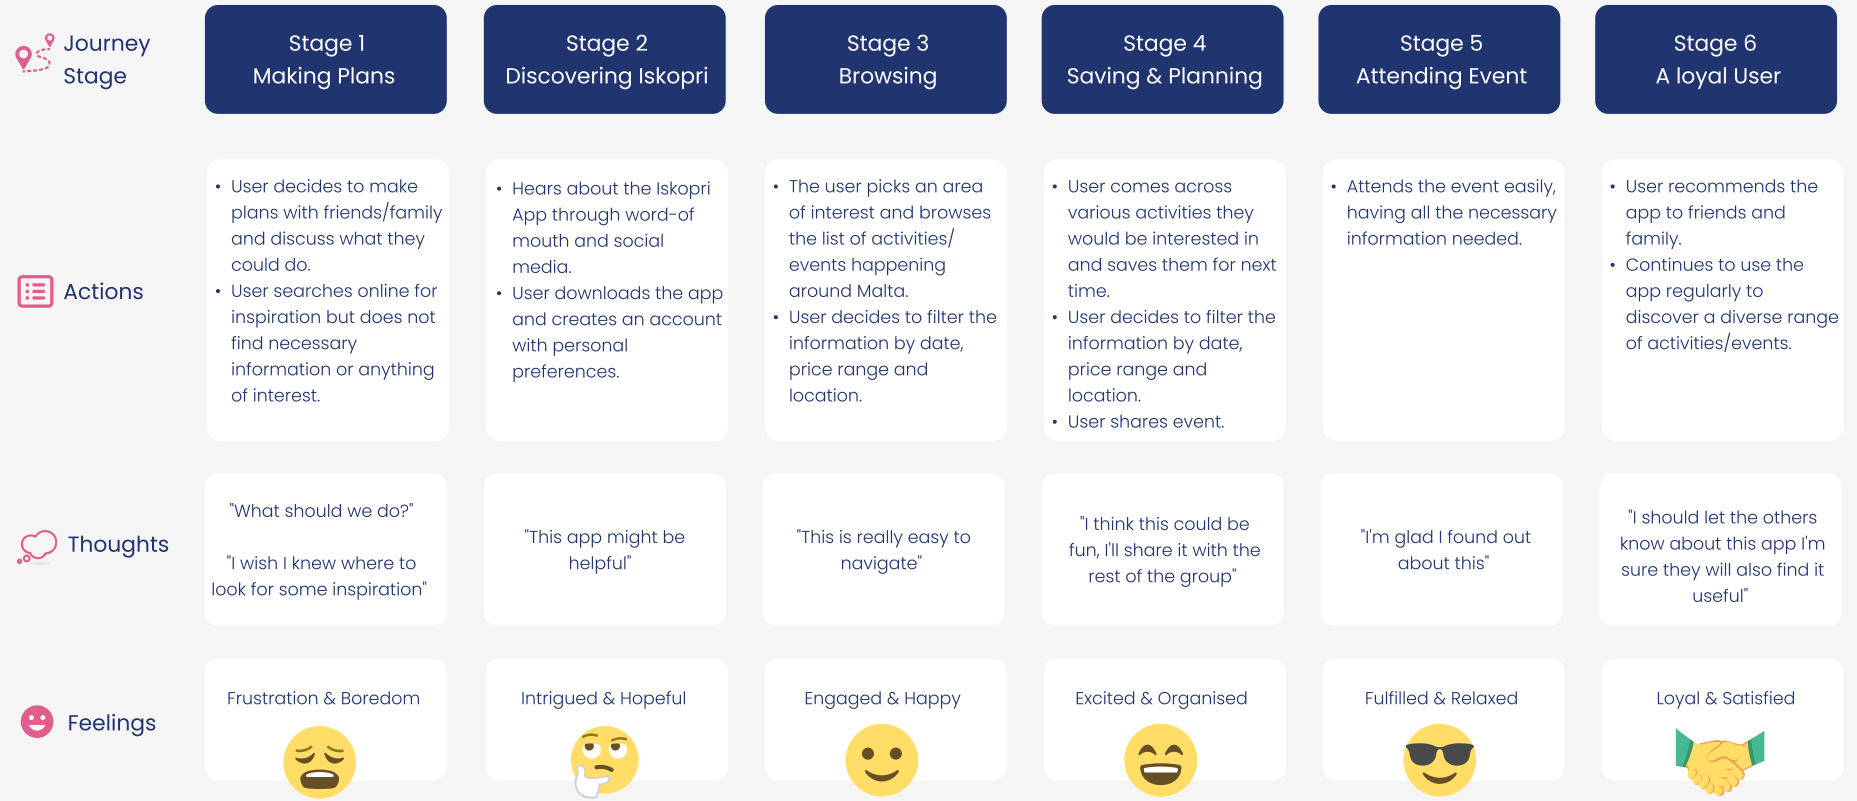 Journey
Stage
Stage 1
Making Plans
Stage 2
Discovering Iskopri
Stage 3
Browsing
Stage 4
Saving & Planning
Stage 5
Attending Event
Stage 6
A loyal User
Actions
• User decides to make
plans with friends/family
and discuss what they
could do.
• User searches online for
inspiration but does not
find necessary
information or anything
of interest.
• Hears about the Iskopri
App through word-of
mouth and social
media.
• User downloads the app
and creates an account
with personal
preferences.
• The user picks an area
of interest and browses
the list of activities/
events happening
around Malta.
• User decides to filter the
information by date,
price range and
location.
• User comes across
various activities they
would be interested in
and saves them for next
time.
• User decides to filter the
information by date,
price range and
location.
• User shares event.
• Attends the event easily,
having all the necessary
information needed.
• User recommends the
app to friends and
family.
• Continues to use the
app regularly to
discover a diverse range
of activities/events.
Thoughts
"What should we do?"
"I wish I knew where to
look for some inspiration"
"This app might be
helpful"
"This is really easy to
navigate"
"I think this could be
fun, I'll share it with the
rest of the group"
"I'm glad I found out
about this"
"I should let the others
know about this app I'm
sure they will also find it
useful"
Feelings
Frustration & Boredom
Intrigued & Hopeful
Engaged & Happy
Excited & Organised
Fulfilled & Relaxed
Loyal & Satisfied